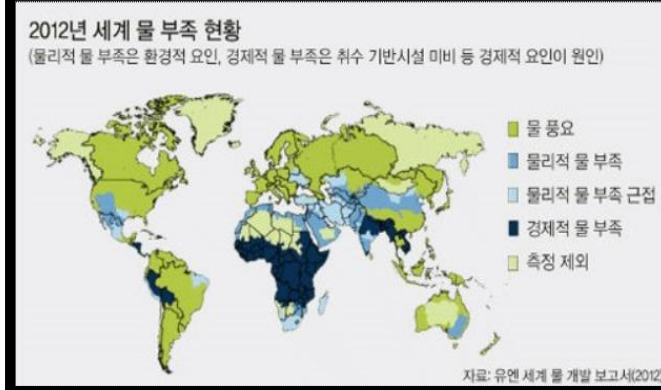 2012년 세계 물 부족 현황
(물리적 물 부족은 환경적 요인, 경제적 물 부족은 취수 기반시설 미비 등 경제적 요인이 원인)
물 풍요
물리적 물 부족
물리적 물 부족 근접
경제적 물 부족
측정 제외
자료: 유엔 세계 물 개발 보고서(2012)